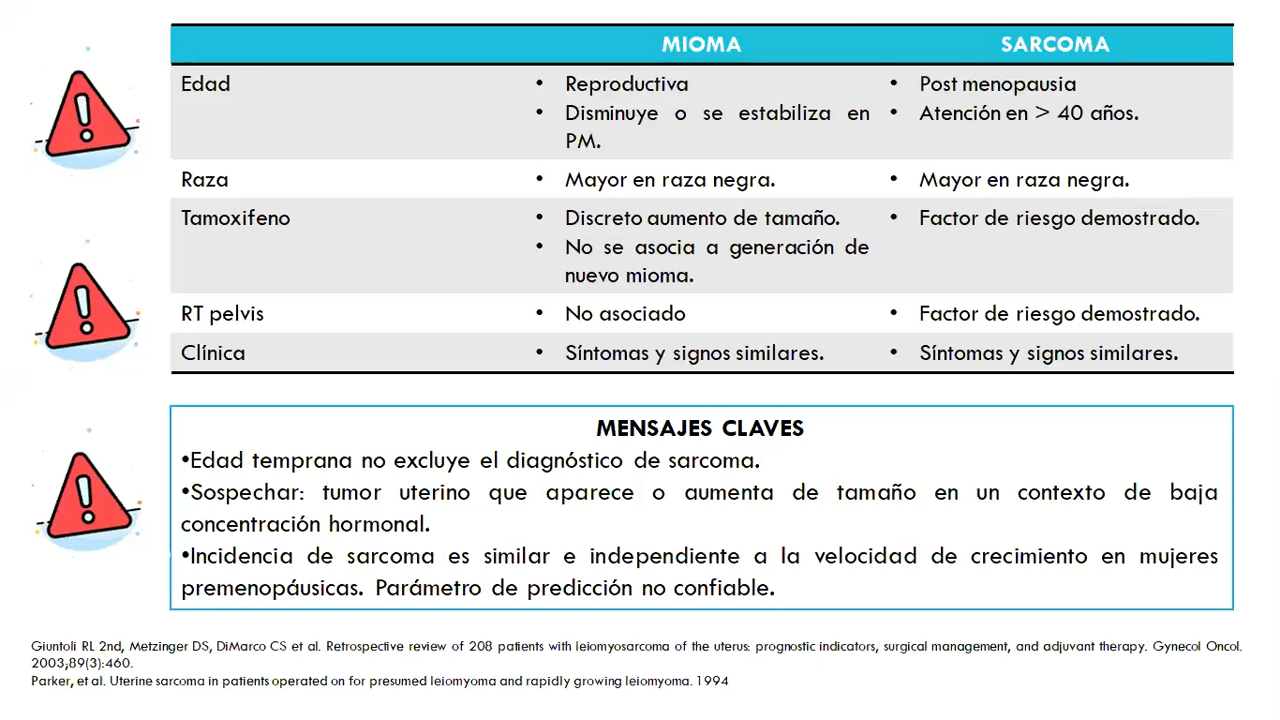 MIOMA SARCOMA
Edad • Reproductiva • Post menopausia
• Disminuye o se estabiliza en • Atención en > 40 años.
PM.
Raza • Mayor en raza negra. • Mayor en raza negra.
Tamoxifeno • Discreto aumento de tamaño. • Factor de riesgo demostrado.
• No se asocia a generación de
nuevo mioma.
RT pelvis • No asociado • Factor de riesgo demostrado.
Clínica • Síntomas y signos similares. • Síntomas y signos similares.
MENSAJES CLAVES
•Edad temprana no excluye el diagnóstico de sarcoma.
•Sospechar: tumor uterino que aparece o aumenta de tamaño en un contexto de baja
concentración hormonal.
•Incidencia de sarcoma es similar e independiente a la velocidad de crecimiento en mujeres
premenopáusicas. Parámetro de predicción no confiable.
Giuntoli RL 2nd, Metzinger DS, DiMarco CS et al. Retrospective review of 208 patients with leiomyosarcoma of the uterus: prognostic indicators, surgical management, and adjuvant therapy. Gynecol Oncol.
2003;89(3):460.
Parker, et al. Uterine sarcoma in patients operated on for presumed leiomyoma and rapidly growing leiomyoma. 1994